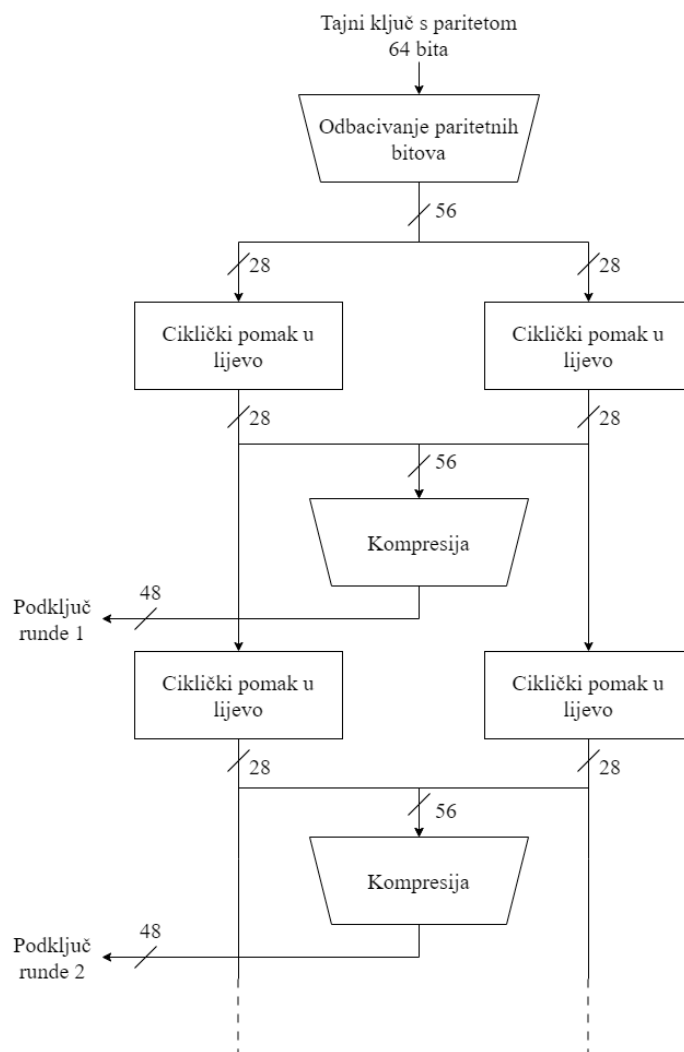 Tajni ključ s paritetom
64 bita
Odbacivanje paritetnih
bitova
56
28
28
Ciklički pomak u
lijevo
Ciklički pomak u
lijevo
28
28
56
Kompresija
48
Podključ
runde 1
Ciklički pomak u
lijevo
Ciklički pomak u
lijevo
28
28
56
Kompresija
48
Podključ
runde 2